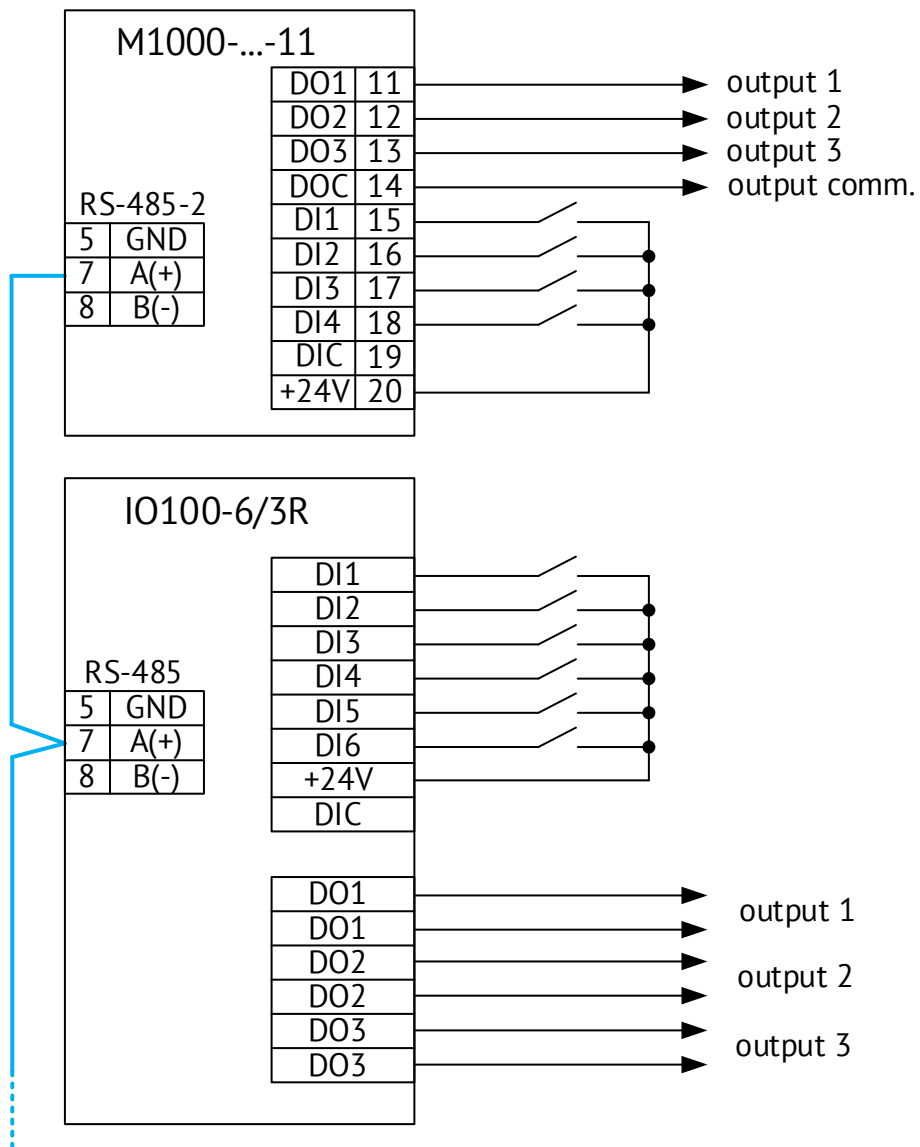 M1000-...-11
DO1 11
output 1
DO2 12
output 2
DO3 13
output 3
DOC 14
output comm.
RS-485-2
5 GND
7 A(+)
8 B(-)
DI1 15
DI2 16
DI3 17
DI4 18
DIC 19
+24V 20
IO100-6/3R
DI1
DI2
DI3
DI4
DI5
DI6
+24V
DIC
RS-485
5 GND
7 A(+)
8 B(-)
DO1
DO1
output 1
DO2
DO2
output 2
DO3
DO3
output 3